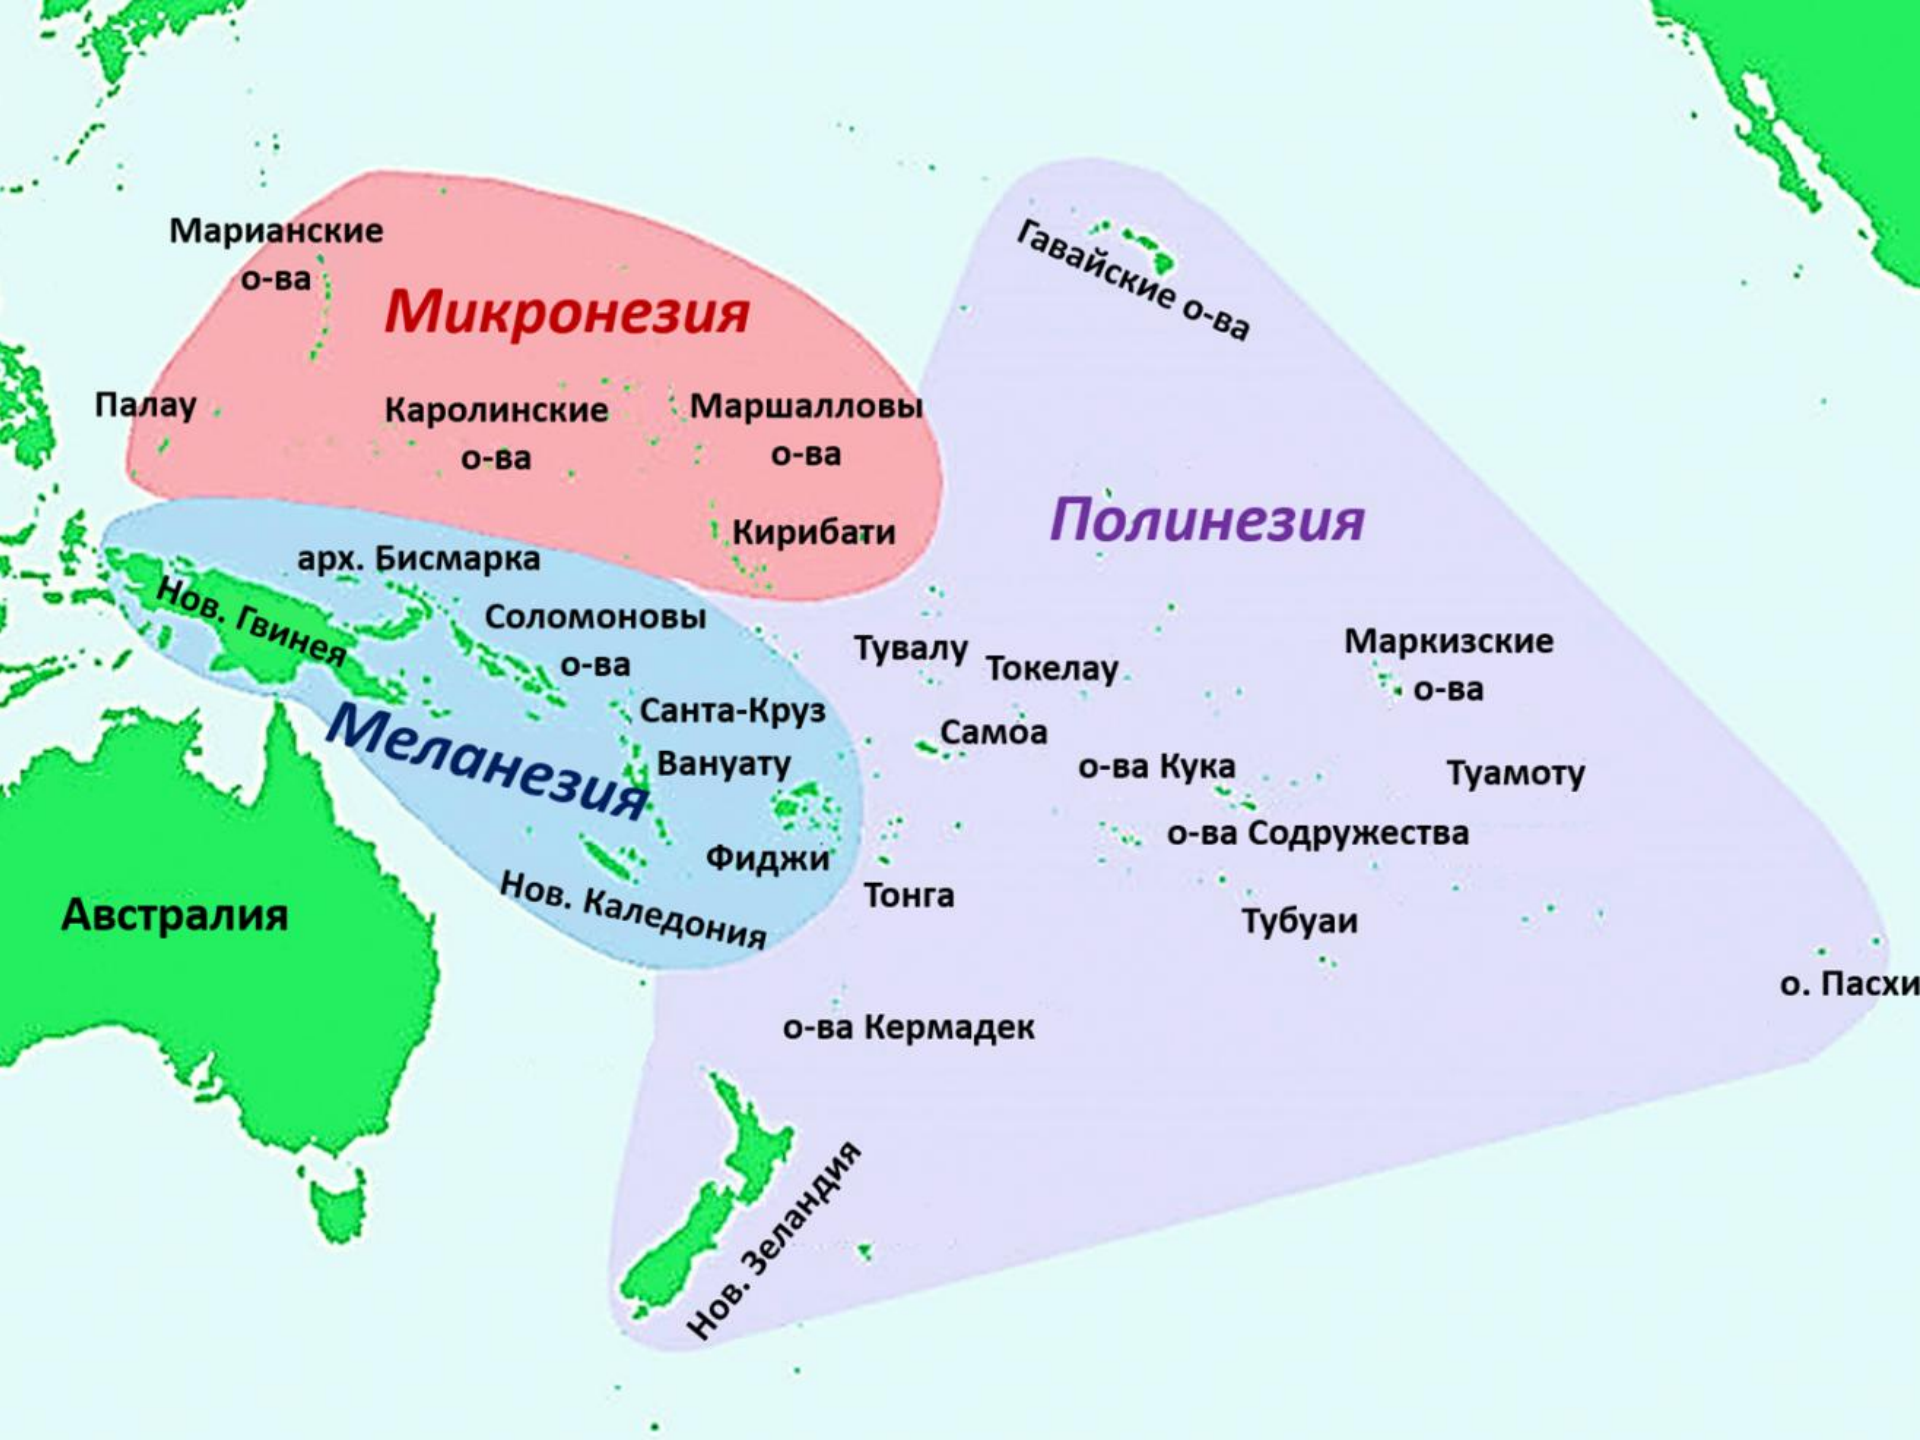 Марианские
о-ва
Микронезия
Палау
Каролинские
о-ва
Маршалловы
о-ва
Кирибати
Гавайские о-ва
Полинезия
арх. Бисмарка
Нов. Гвинея
Соломоновы
о-ва
Санта-Круз
Меланезия
Вануату
Фиджи
Нов. Каледония
Тувалу
Токелау
Самоа
Маркизские
о-ва
о-ва Кука
Туамоту
о-ва Содружества
Тонга
Тубуаи
о. Пасхи
о-ва Кермадек
Австралия
Нов. Зеландия